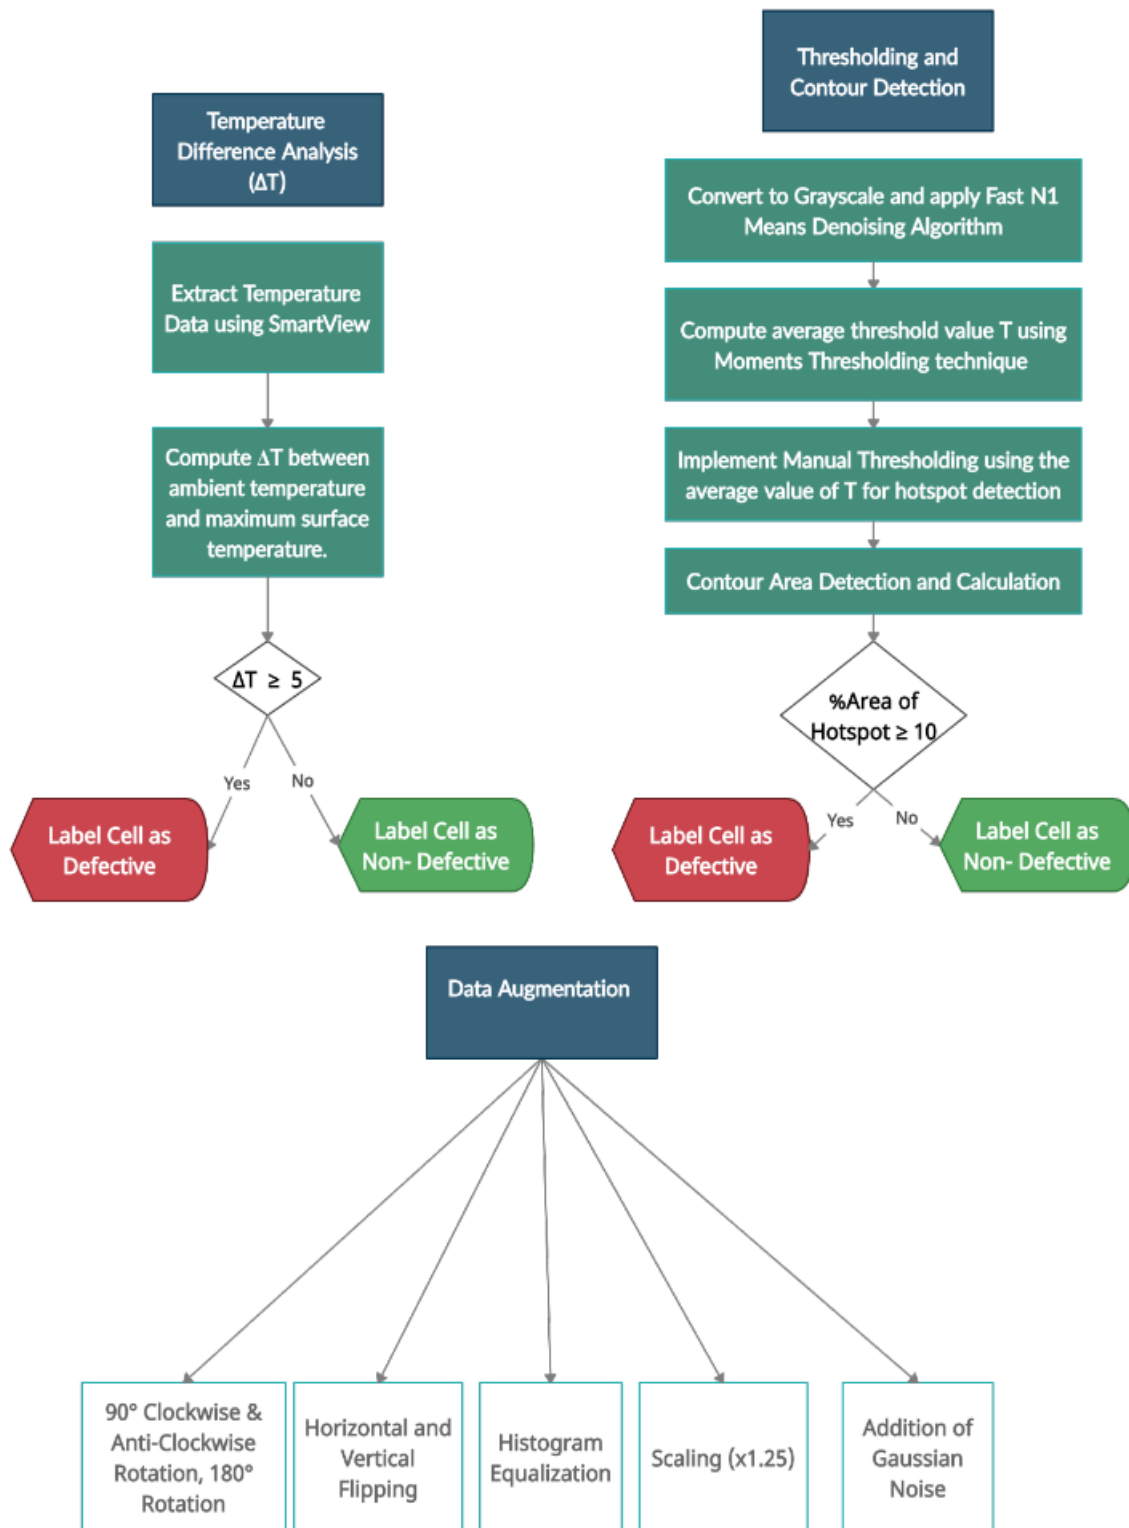 Temperature
Difference Analysis
(ΔT)
Extract Temperature
Data using SmartView
Compute ΔT between
ambient temperature
and maximum surface
temperature.
ΔT ≥ 5
Yes
No
Label Cell as
Defective
Label Cell as
Non- Defective
Thresholding and
Contour Detection
Convert to Grayscale and apply Fast N1
Means Denoising Algorithm
Compute average threshold value T using
Moments Thresholding technique
Implement Manual Thresholding using the
average value of T for hotspot detection
Contour Area Detection and Calculation
%Area of
Hotspot ≥ 10
Yes
No
Label Cell as
Defective
Label Cell as
Non- Defective
Data Augmentation
90° Clockwise &
Anti-Clockwise
Rotation, 180°
Rotation
Horizontal and
Vertical
Flipping
Histogram
Equalization
Scaling (x1.25)
Addition of
Gaussian
Noise